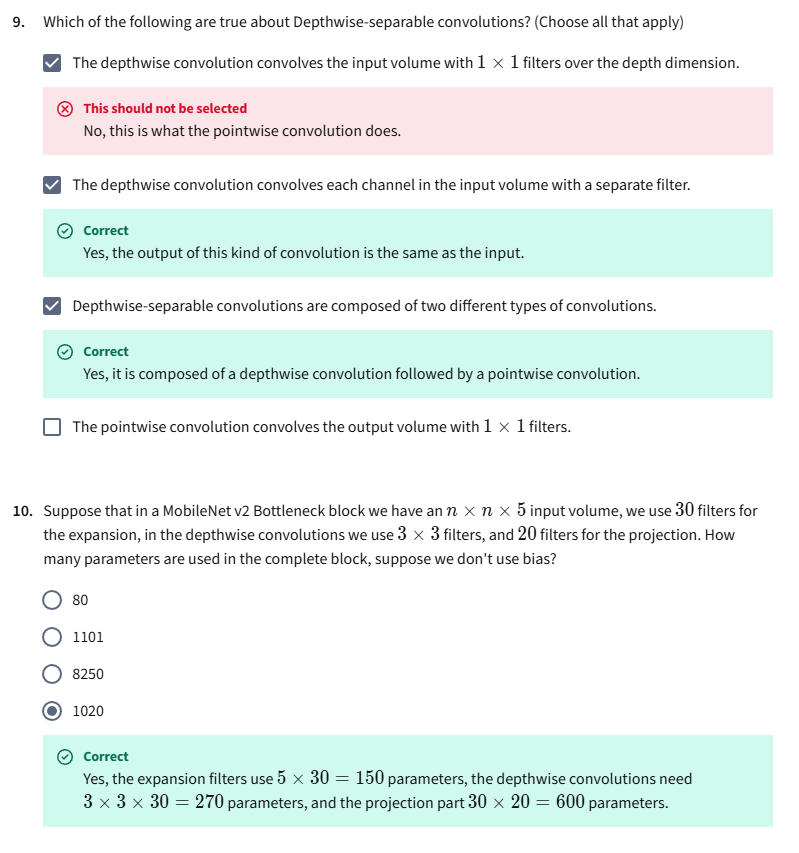 9. Which of the following are true about Depthwise-separable convolutions? (Choose all that apply)
The depthwise convolution convolves the input volume with 1 × 1 filters over the depth dimension.
This should not be selected
No, this is what the pointwise convolution does.
The depthwise convolution convolves each channel in the input volume with a separate filter.
Correct
Yes, the output of this kind of convolution is the same as the input.
Depthwise-separable convolutions are composed of two different types of convolutions.
Correct
Yes, it is composed of a depthwise convolution followed by a pointwise convolution.
The pointwise convolution convolves the output volume with 1 × 1 filters.
10. Suppose that in a MobileNet v2 Bottleneck block we have an n × n × 5 input volume, we use 30 filters for
the expansion, in the depthwise convolutions we use 3 × 3 filters, and 20 filters for the projection. How
many parameters are used in the complete block, suppose we don't use bias?
80
1101
8250
1020
Correct
Yes, the expansion filters use 5 × 30 = 150 parameters, the depthwise convolutions need
3 × 3 × 30 = 270 parameters, and the projection part 30 × 20 = 600 parameters.